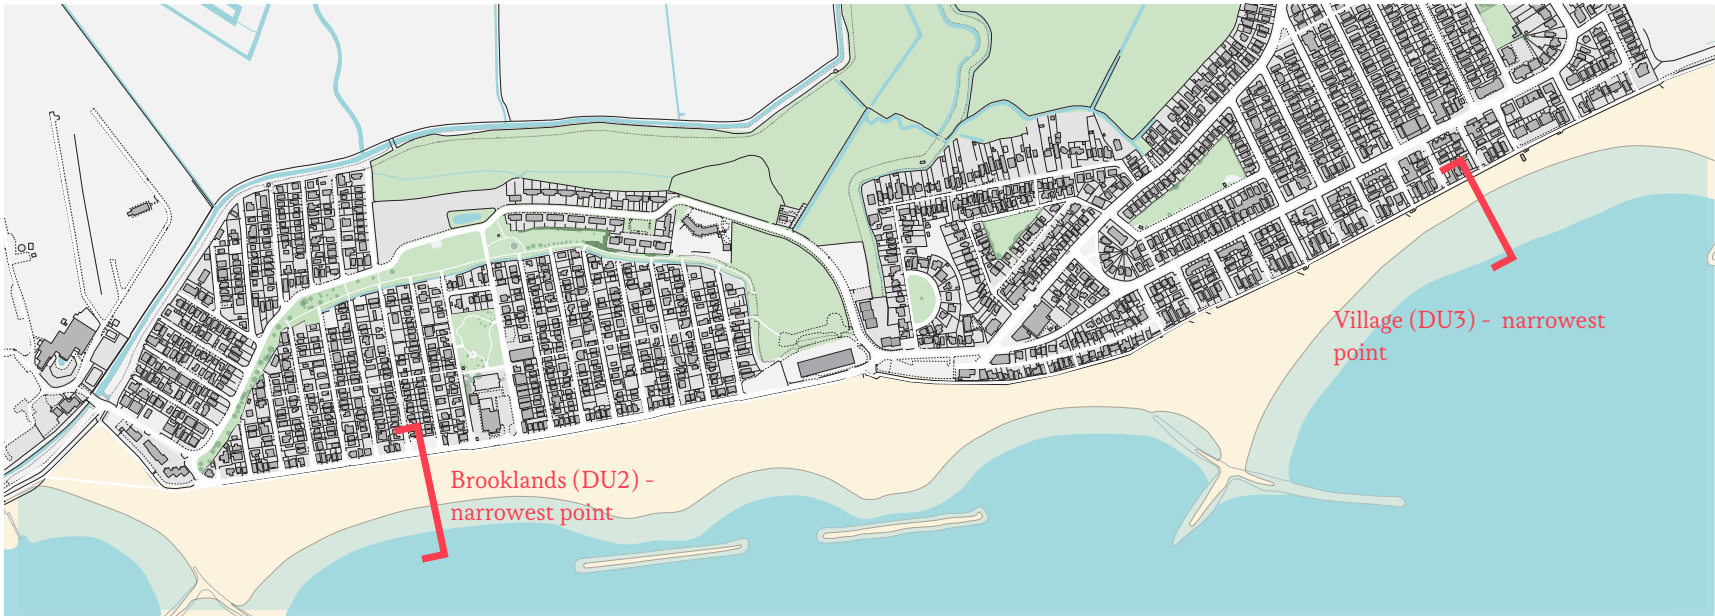 Village (DU3) - narrowest
point
Brooklands (DU2) -
narrowest point